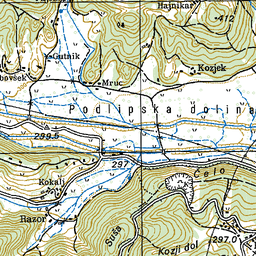 Hajnikar
412
Gutnik
bovšek
Kozjek
Mruc
Podlipska dolina
299.5
297
Čelo
Kokalj
Razor
Suša
Kozji dol
297.0